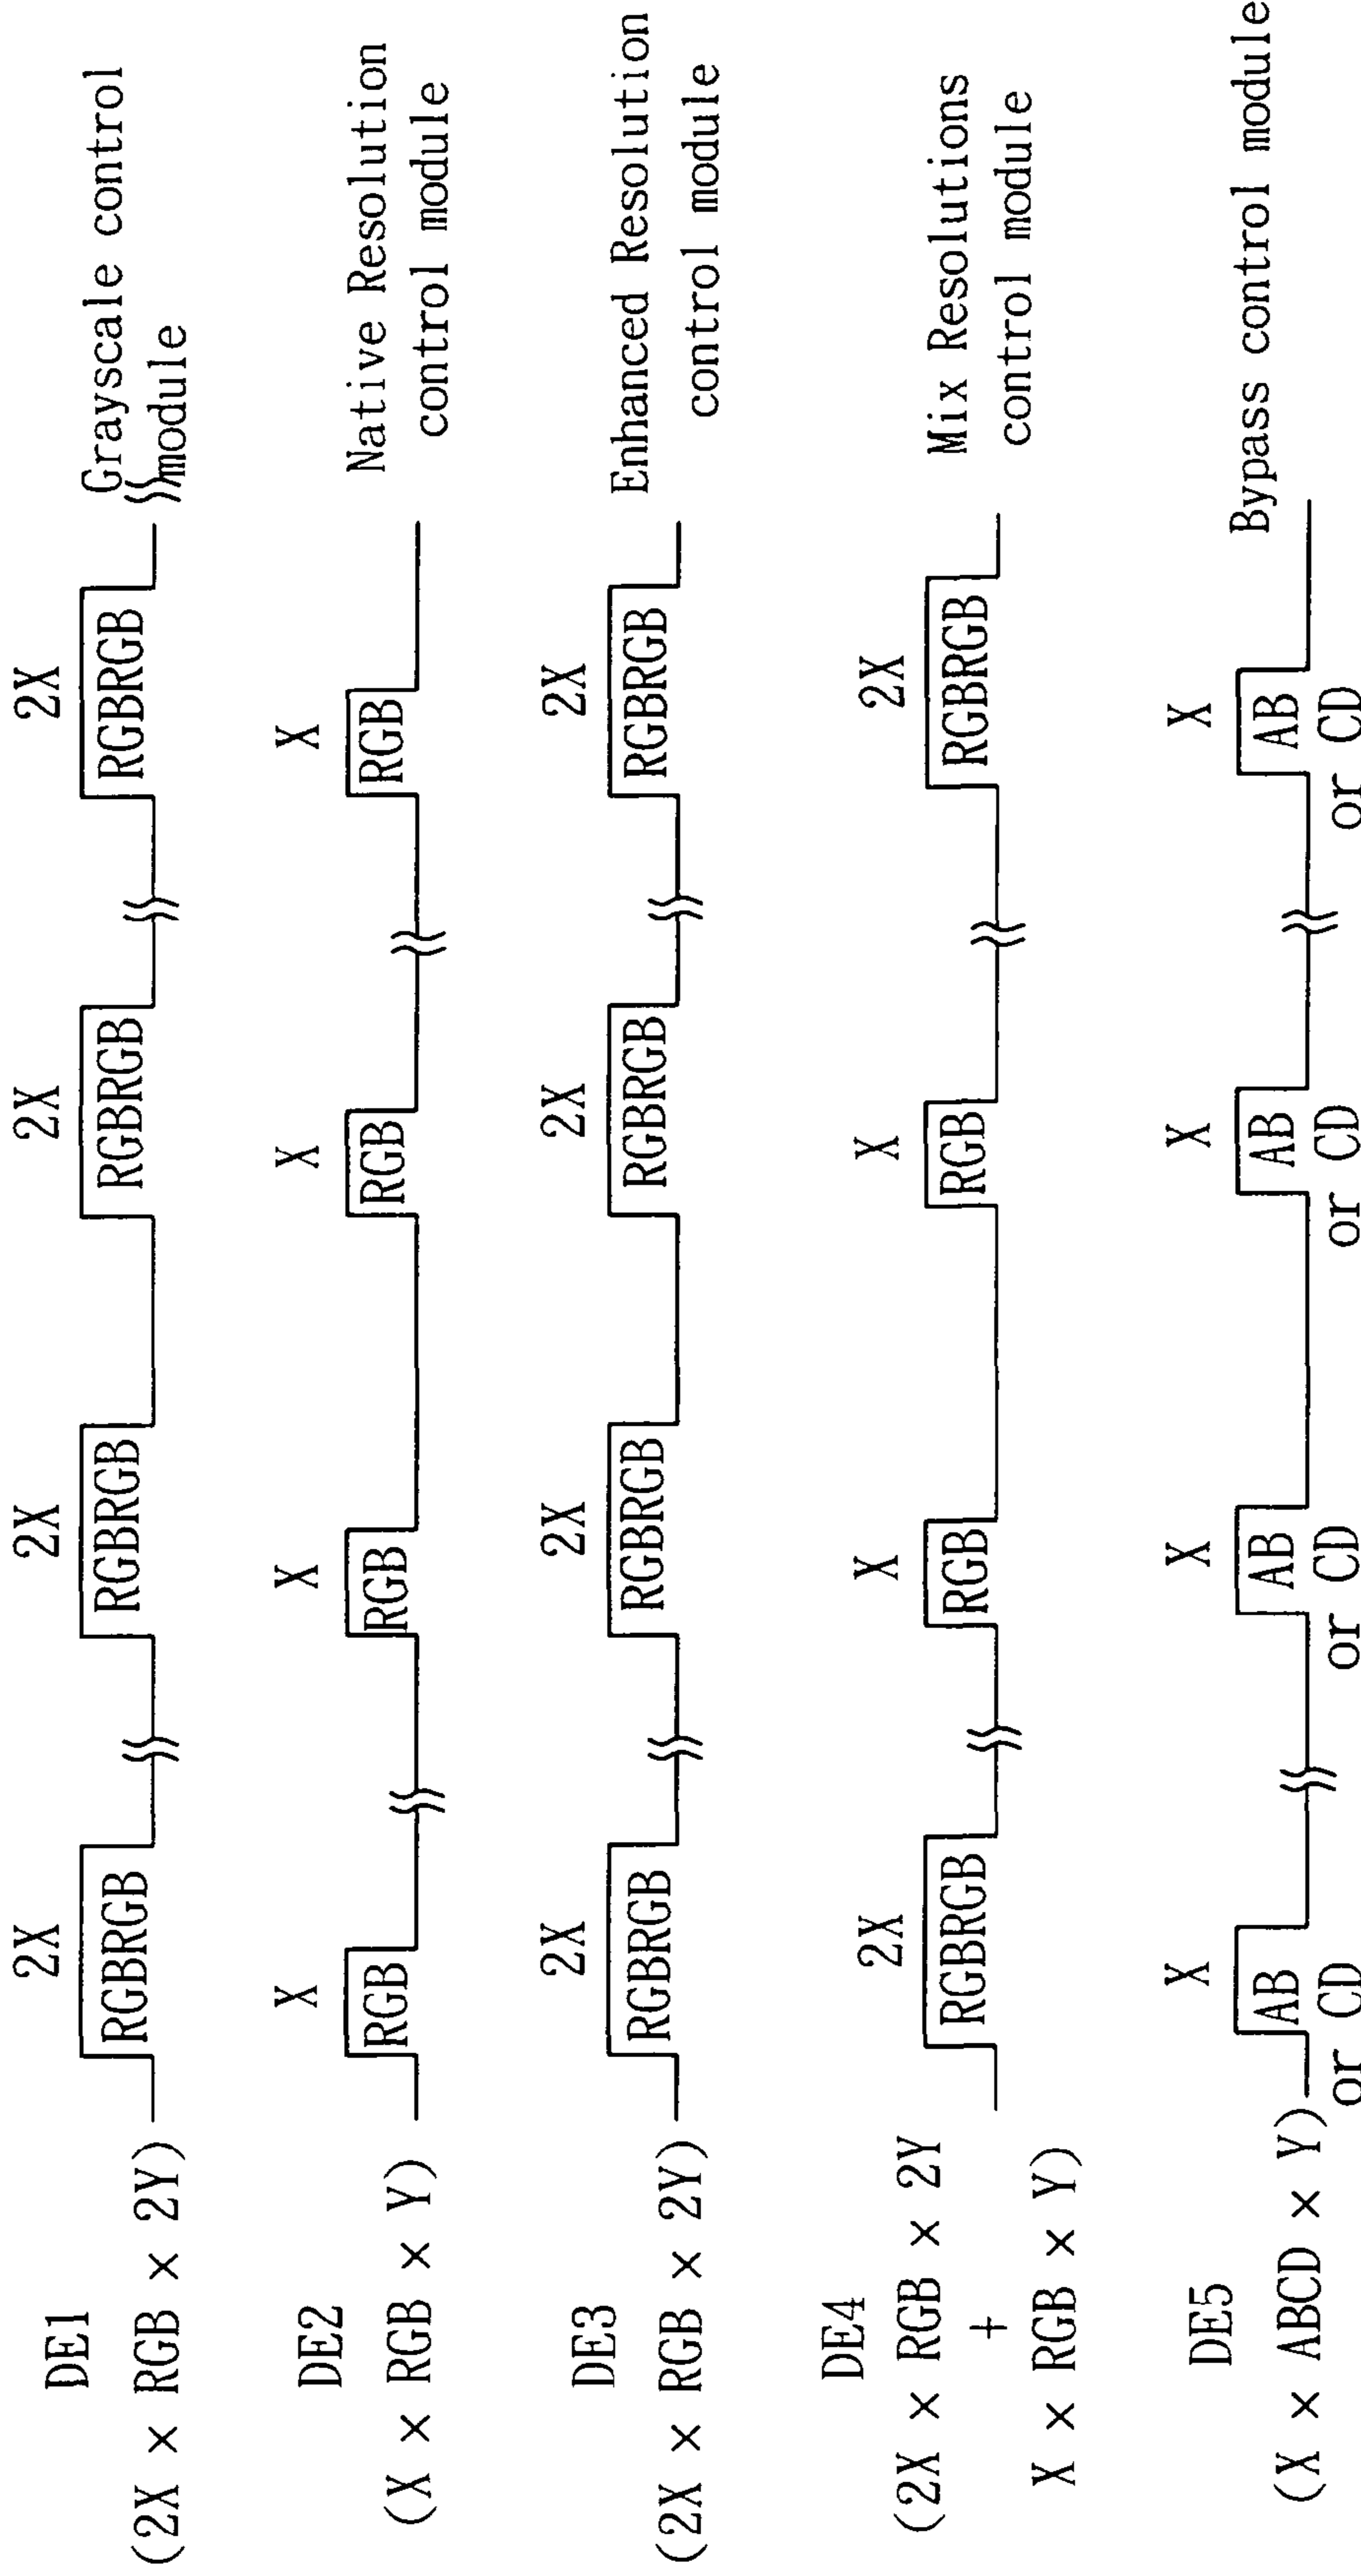 DE1
(2X × RGB × 2Y)
2X 2X 2X 2X
RGBRGB RGBRGB RGBRGB RGBRGB
Grayscale control
module
DE2
(X × RGB × Y)
X X X X
RGB RGB RGB RGB
Native Resolution
control module
DE3
(2X × RGB × 2Y)
2X 2X 2X 2X
RGBRGB RGBRGB RGBRGB RGBRGB
Enhanced Resolution
control module
DE4
(2X × RGB × 2Y
+
X × RGB × Y)
2X X X 2X
RGBRGB RGB RGB RGBRGB
Mix Resolutions
control module
DE5
(X × ABCD × Y)
X X X X
AB AB AB AB
or CD or CD or CD or CD
Bypass control module